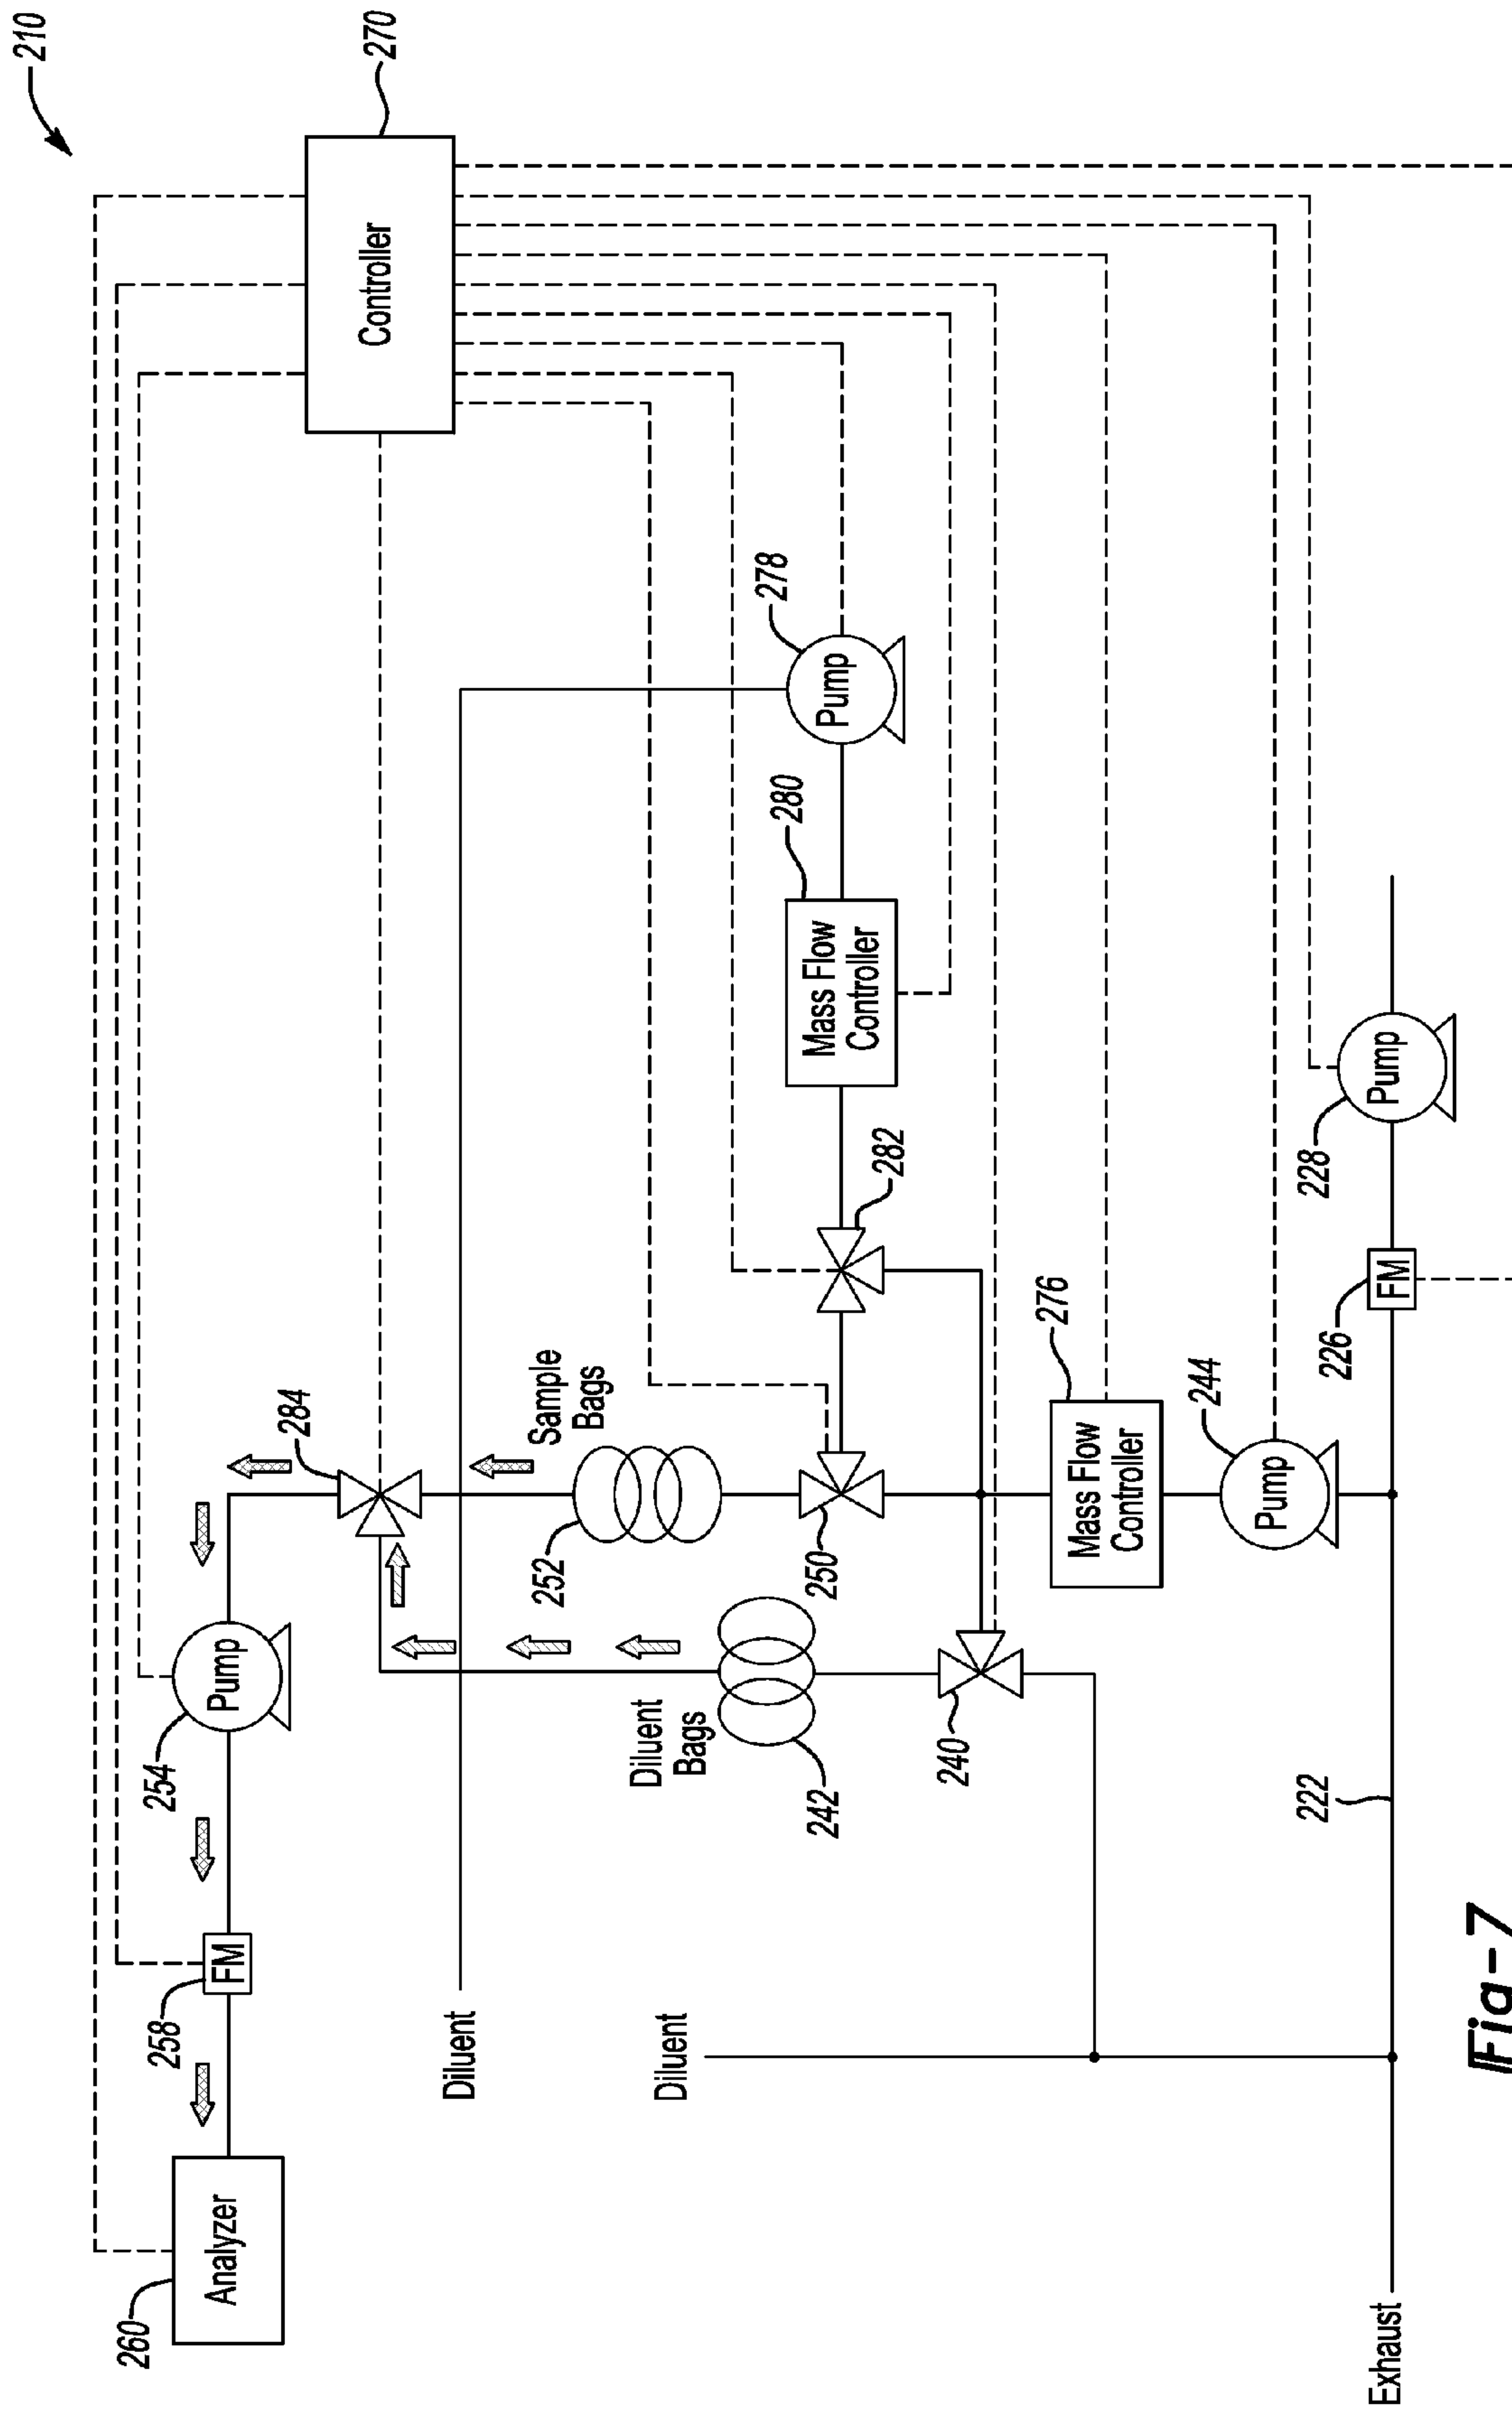 210
270
Controller
284
254
Pump
258
FM
260
Analyzer
Diluent
Sample
Bags
252
278
Pump
280
Mass Flow
Controller
282
250
Diluent
Bags
242
240
Diluent
276
Mass Flow
Controller
244
Pump
228
Pump
226
FM
222
Exhaust
Fig-7